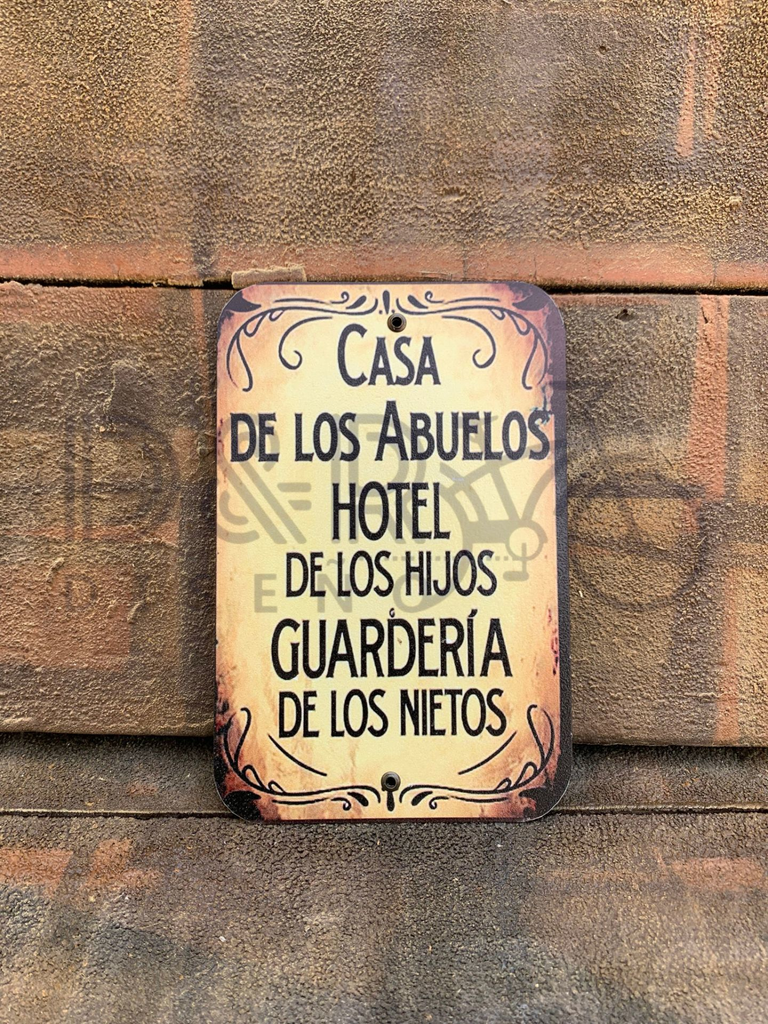 CASA
DE LOS ABUELOS
HOTEL
DE LOS HIJOS
GUARDERÍA
DE LOS NIETOS